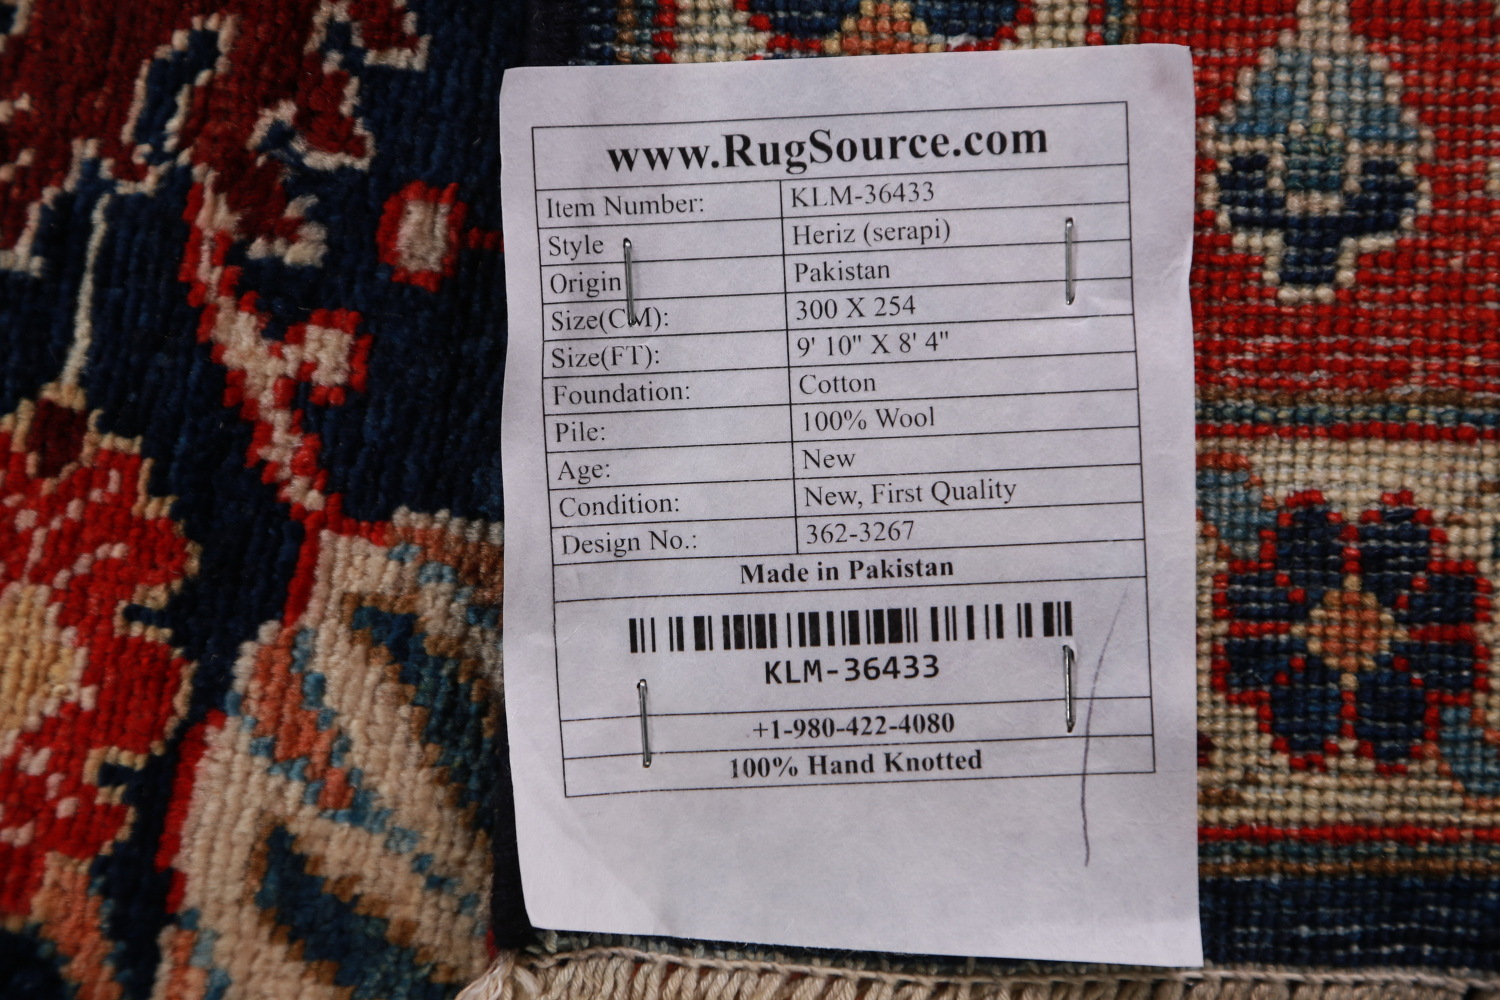 www.RugSource.com
Item Number: KLM-36433
Style Heriz (serapi)
Origin Pakistan
Size(CM): 300 X 254
Size(FT): 9' 10" X 8' 4"
Foundation: Cotton
Pile: 100% Wool
Age: New
Condition: New, First Quality
Design No.: 362-3267
Made in Pakistan
KLM-36433
+1-980-422-4080
100% Hand Knotted